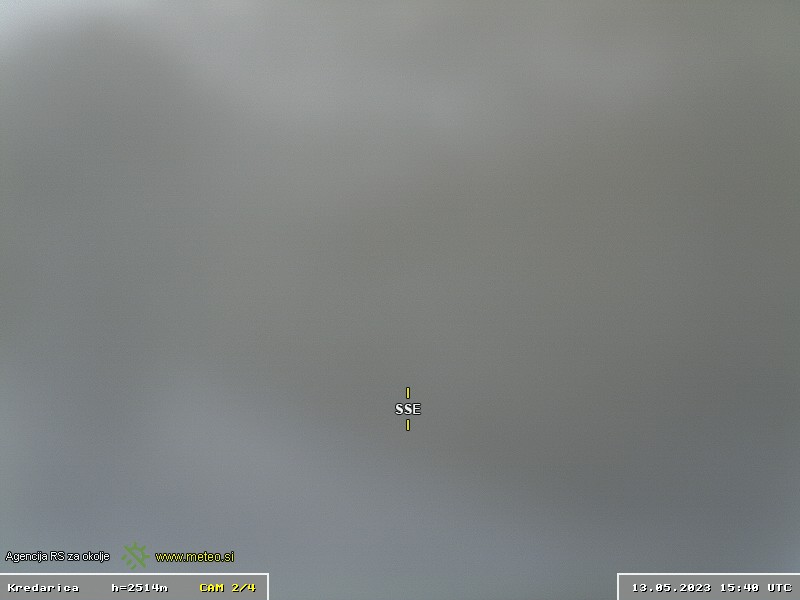 SSE
Agencija RS za okolje www.meteo.si
Kredarica h=2514m CAM 2/4
13.05.2023 15:40 UTC